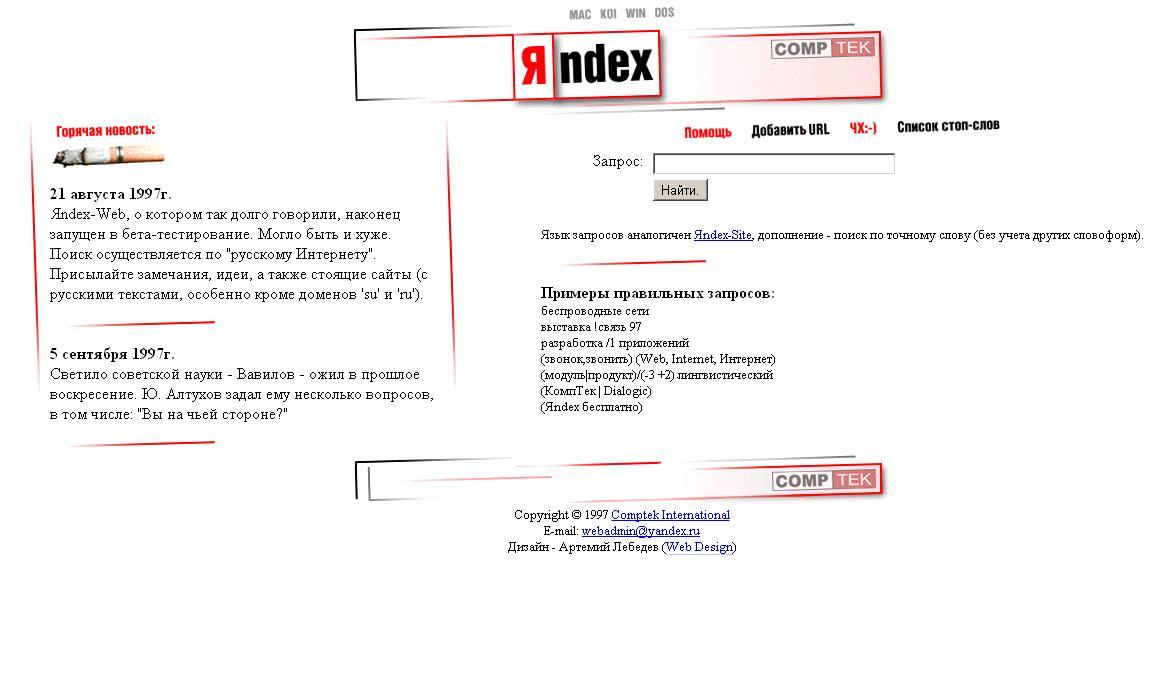 MAC KOI WIN DOS
Яndex
COMPTEK
Горячая новость:
21 августа 1997г.
Яndex-Web, о котором так долго говорили, наконец
запущен в бета-тестирование. Могло быть и хуже.
Поиск осуществляется по "русскому Интернету".
Присылайте замечания, идеи, а также стоящие сайты (с
русскими текстами, особенно кроме доменов 'su' и 'ru').
5 сентября 1997г.
Светило советской науки - Вавилов - ожил в прошлое
воскресение. Ю. Алтухов задал ему несколько вопросов,
в том числе: "Вы на чьей стороне?"
Помощь Добавить URL ЧХ:-) Список стоп-слов
Запрос:
Найти.
Язык запросов аналогичен Яndex-Site, дополнение - поиск по точному слову (без учета других словоформ).
Примеры правильных запросов:
беспроводные сети
выставка !связь 97
разработка /1 приложений
(звонок,звонить) (Web, Internet, Интернет)
(модуль|продукт)/(-3 +2) лингвистический
(КомпТек | Dialogic)
(Яndex бесплатно)
COMPTEK
Copyright © 1997 Comptek International
E-mail: webadmin@yandex.ru
Дизайн - Артемий Лебедев (Web Design)